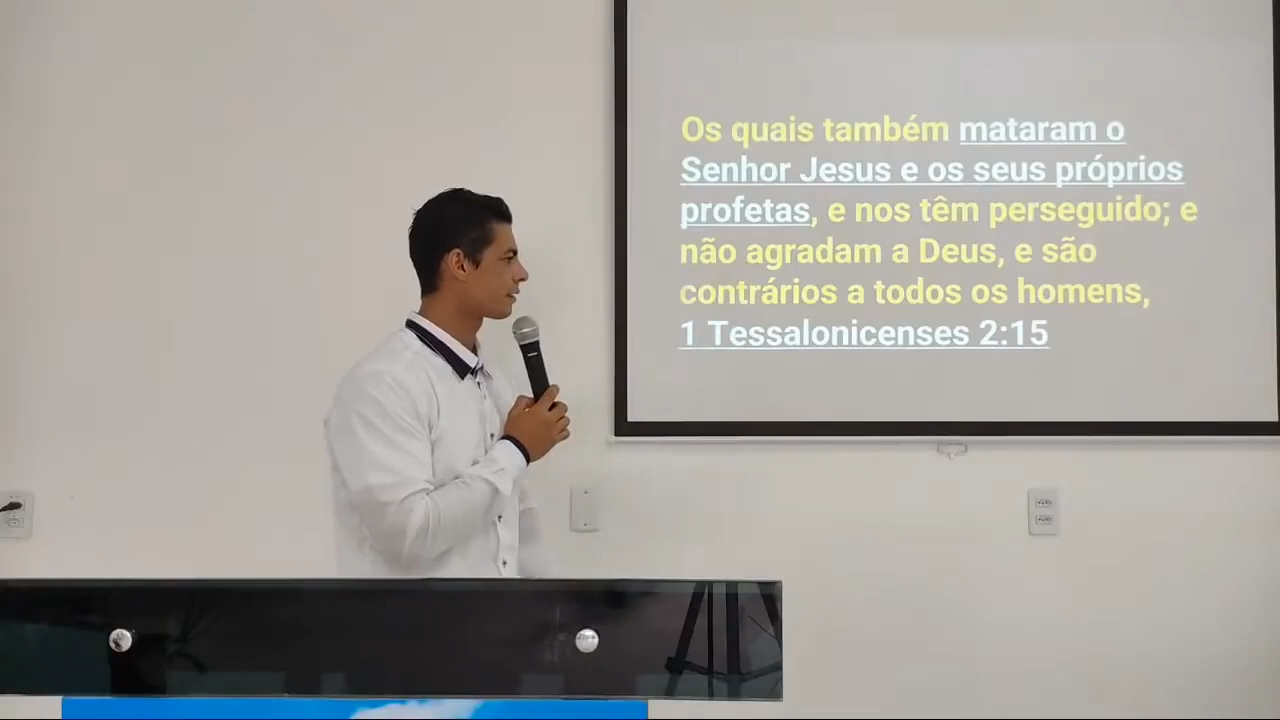 Os quais também mataram o
Senhor Jesus e os seus próprios
profetas, e nos têm perseguido; e
não agradam a Deus, e são
contrários a todos os homens,
1 Tessalonicenses 2:15